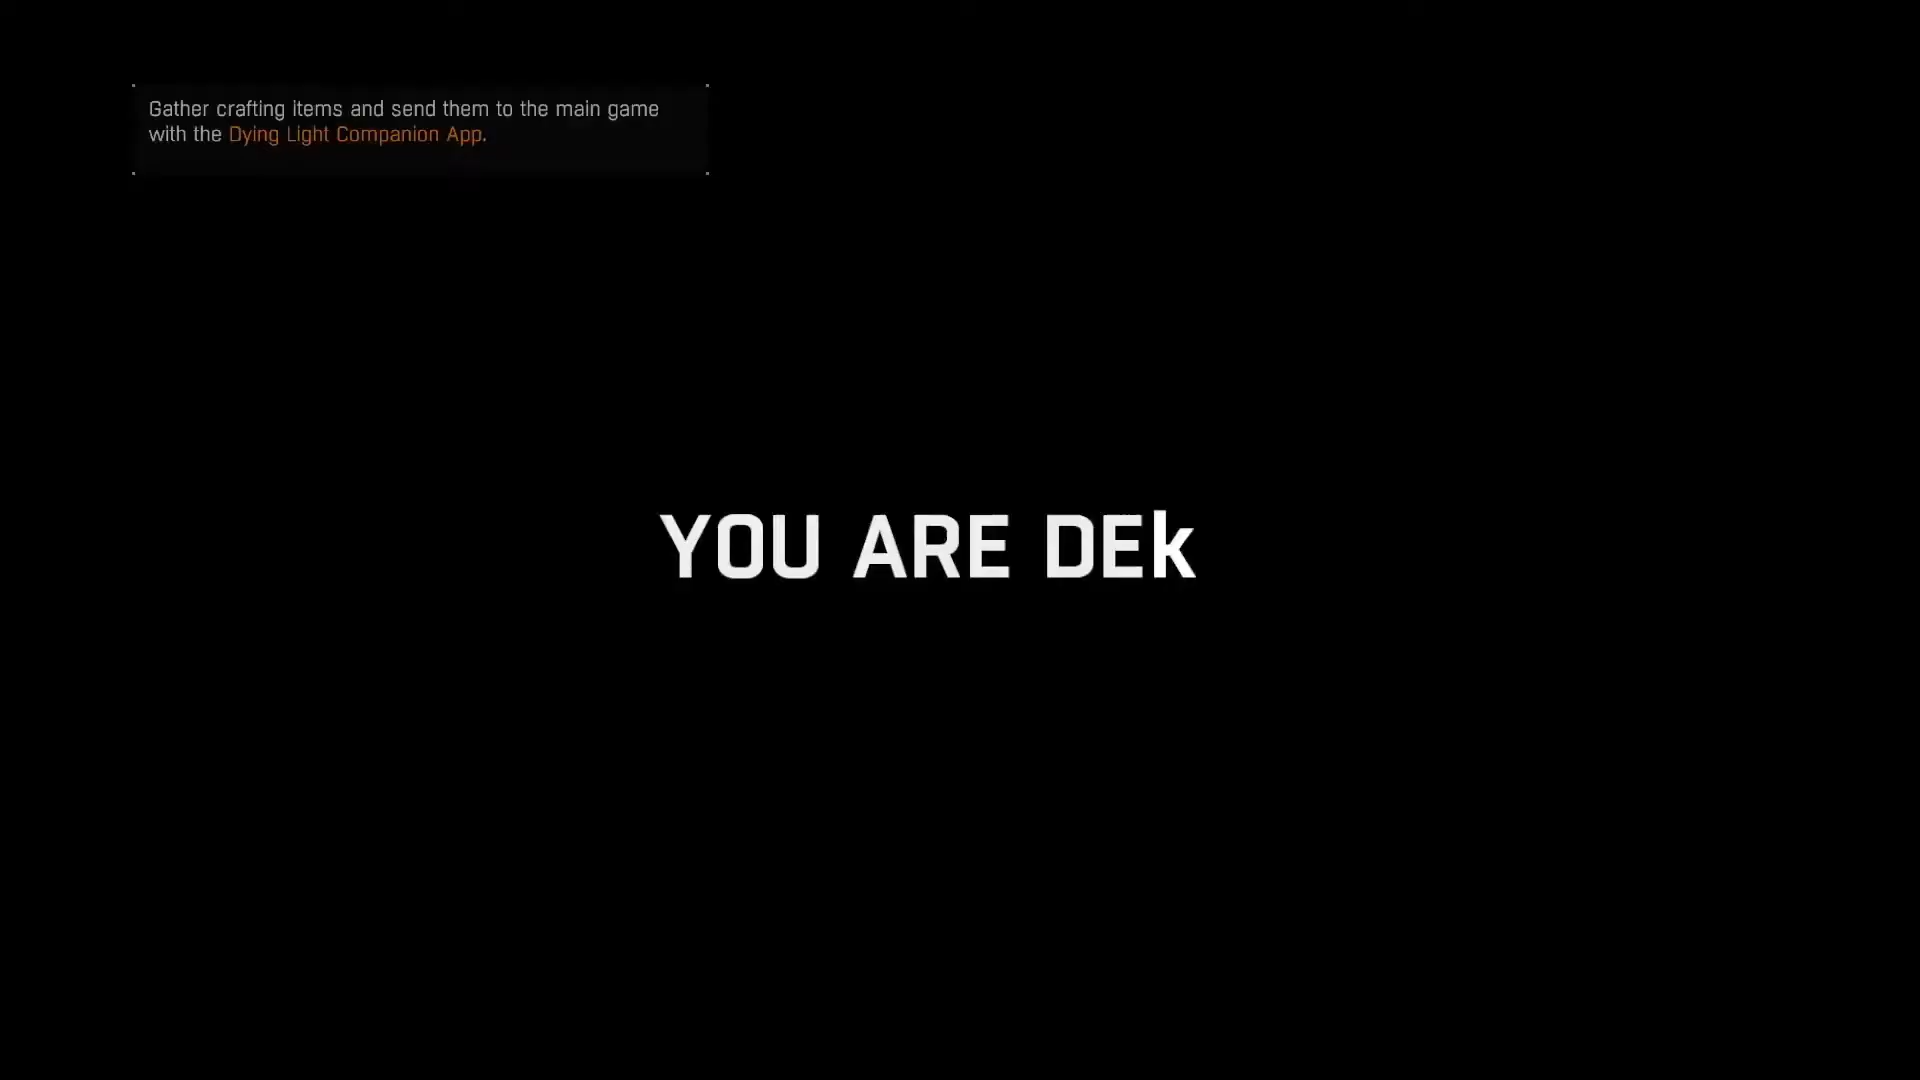 Gather crafting items and send them to the main game
with the Dying Light Companion App.
YOU ARE DEk